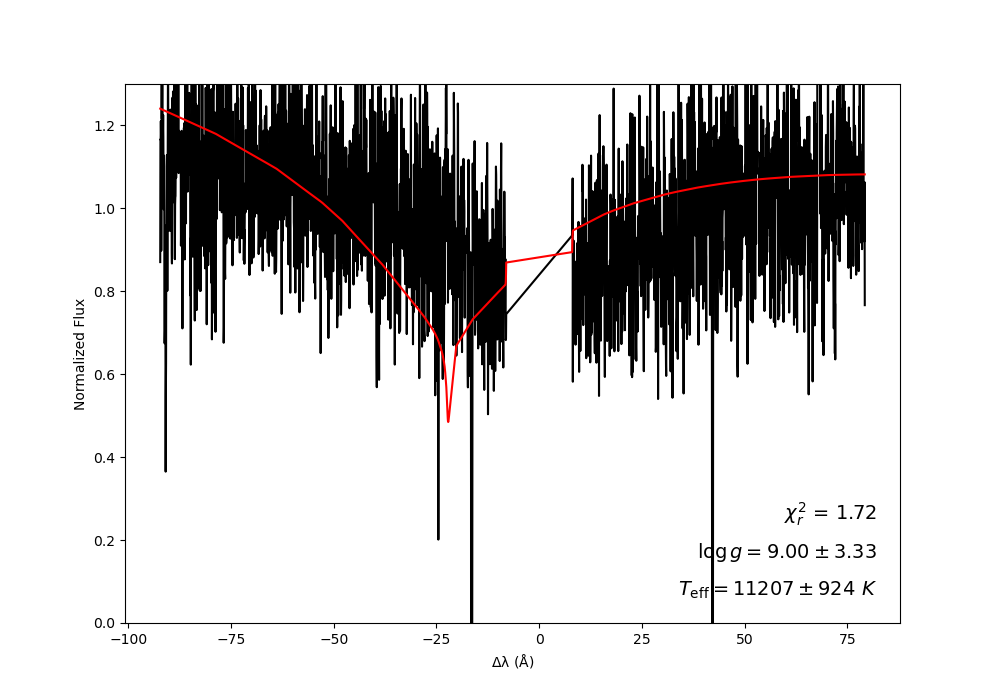 1.2
1.0
0.8
0.6
0.4
0.2
0.0
Normalized Flux
χ²ᵣ = 1.72
log g = 9.00 ± 3.33
T_eff = 11207 ± 924 K
−100 −75 −50 −25 0 25 50 75
Δλ (Å)